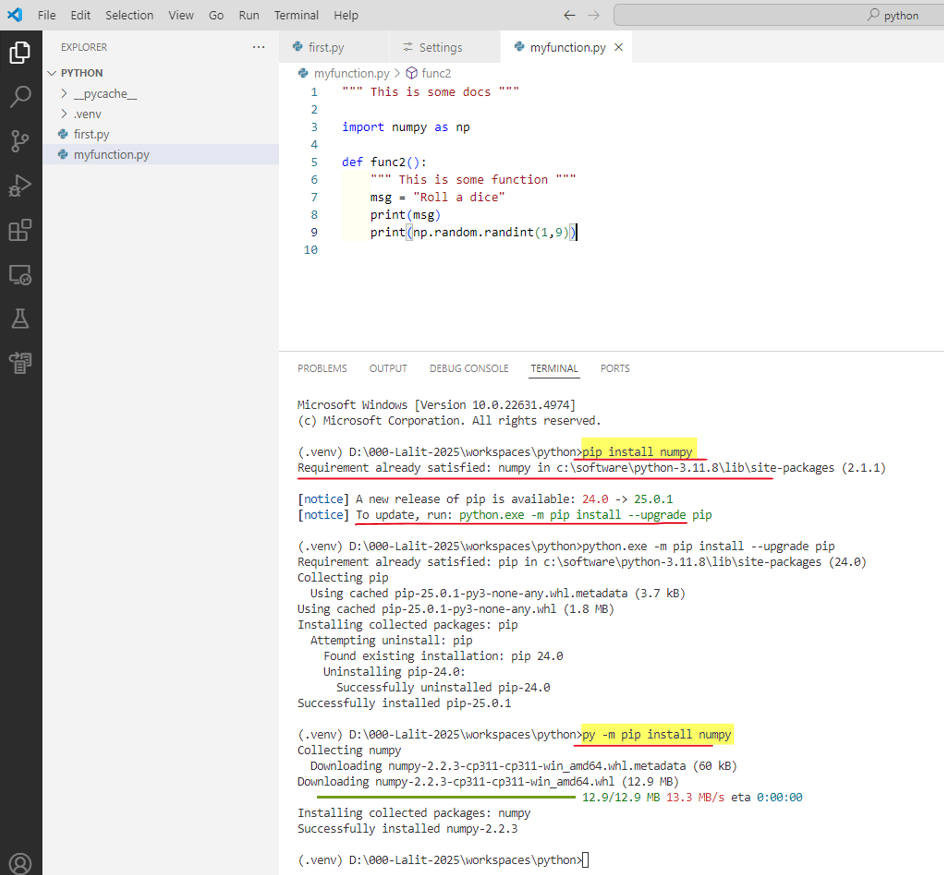 File Edit Selection View Go Run Terminal Help
python
EXPLORER
PYTHON
__pycache__
.venv
first.py
myfunction.py
first.py
Settings
myfunction.py
myfunction.py > func2
1 """ This is some docs """
2
3 import numpy as np
4
5 def func2():
6 """ This is some function """
7 msg = "Roll a dice"
8 print(msg)
9 print(np.random.randint(1,9))
10
PROBLEMS OUTPUT DEBUG CONSOLE TERMINAL PORTS
Microsoft Windows [Version 10.0.22631.4974]
(c) Microsoft Corporation. All rights reserved.
(.venv) D:\000-Lalit-2025\workspaces\python>pip install numpy
Requirement already satisfied: numpy in c:\software\python-3.11.8\lib\site-packages (2.1.1)
[notice] A new release of pip is available: 24.0 -> 25.0.1
[notice] To update, run: python.exe -m pip install --upgrade pip
(.venv) D:\000-Lalit-2025\workspaces\python>python.exe -m pip install --upgrade pip
Requirement already satisfied: pip in c:\software\python-3.11.8\lib\site-packages (24.0)
Collecting pip
Using cached pip-25.0.1-py3-none-any.whl.metadata (3.7 kB)
Using cached pip-25.0.1-py3-none-any.whl (1.8 MB)
Installing collected packages: pip
Attempting uninstall: pip
Found existing installation: pip 24.0
Uninstalling pip-24.0:
Successfully uninstalled pip-24.0
Successfully installed pip-25.0.1
(.venv) D:\000-Lalit-2025\workspaces\python>py -m pip install numpy
Collecting numpy
Downloading numpy-2.2.3-cp311-cp311-win_amd64.whl.metadata (60 kB)
Downloading numpy-2.2.3-cp311-cp311-win_amd64.whl (12.9 MB)
12.9/12.9 MB 13.3 MB/s eta 0:00:00
Installing collected packages: numpy
Successfully installed numpy-2.2.3
(.venv) D:\000-Lalit-2025\workspaces\python>